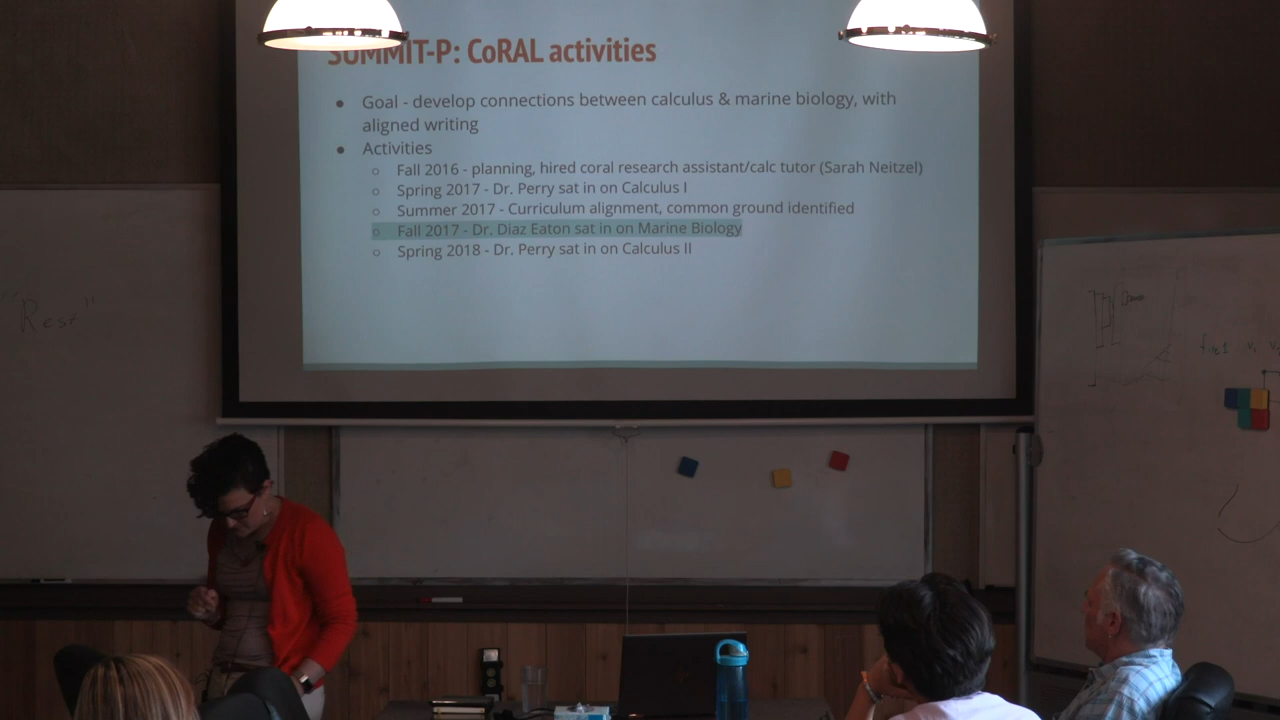 SUMMIT-P: CoRAL activities
● Goal - develop connections between calculus & marine biology, with
aligned writing
● Activities
○ Fall 2016 - planning, hired coral research assistant/calc tutor (Sarah Neitzel)
○ Spring 2017 - Dr. Perry sat in on Calculus I
○ Summer 2017 - Curriculum alignment, common ground identified
○ Fall 2017 - Dr. Diaz Eaton sat in on Marine Biology
○ Spring 2018 - Dr. Perry sat in on Calculus II
"Rest"